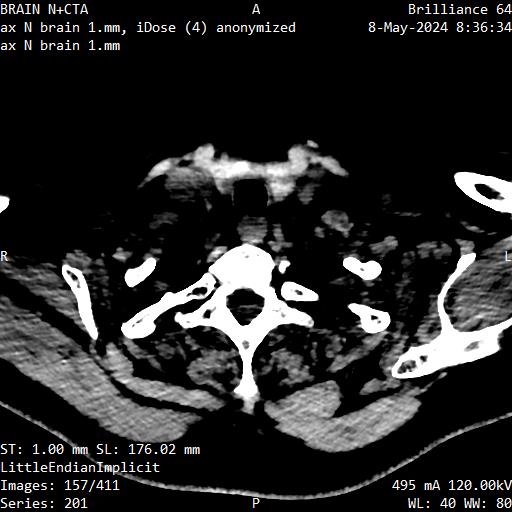 BRAIN N+CTA
ax N brain 1.mm, iDose (4) anonymized
ax N brain 1.mm
A
Brilliance 64
8-May-2024 8:36:34
R
L
ST: 1.00 mm SL: 176.02 mm
LittleEndianImplicit
Images: 157/411
Series: 201
P
495 mA 120.00kV
WL: 40 WW: 80